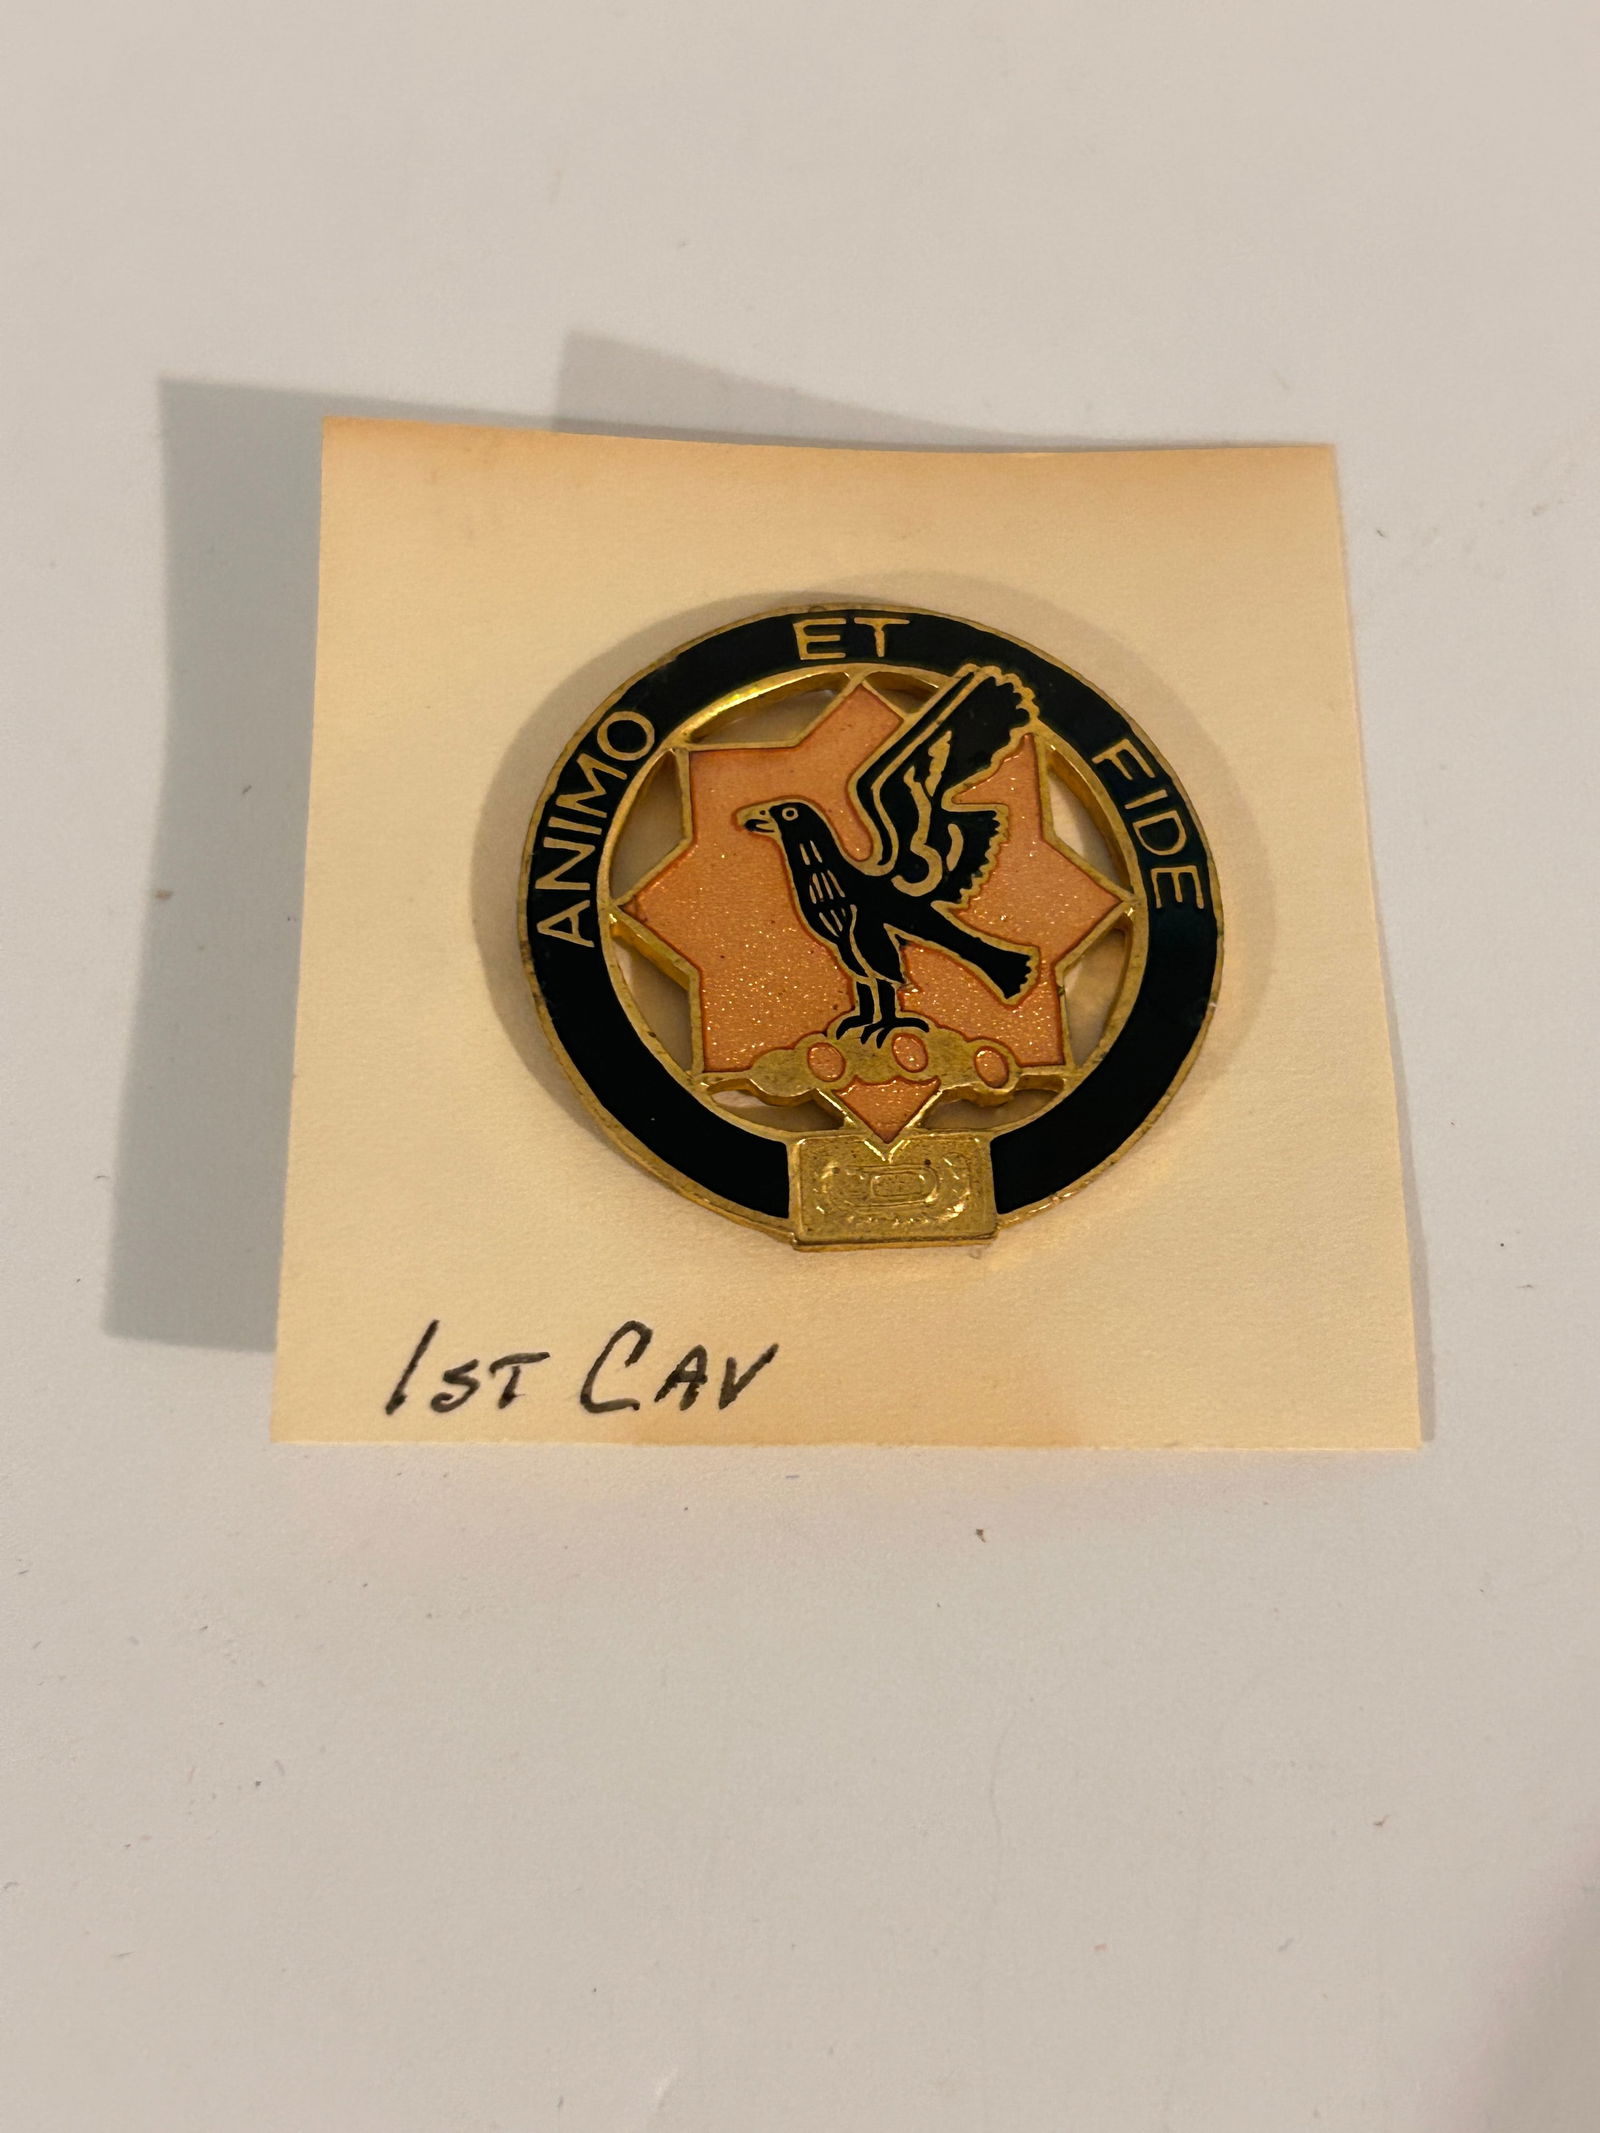 ANIMO ET FIDE
1ST CAV